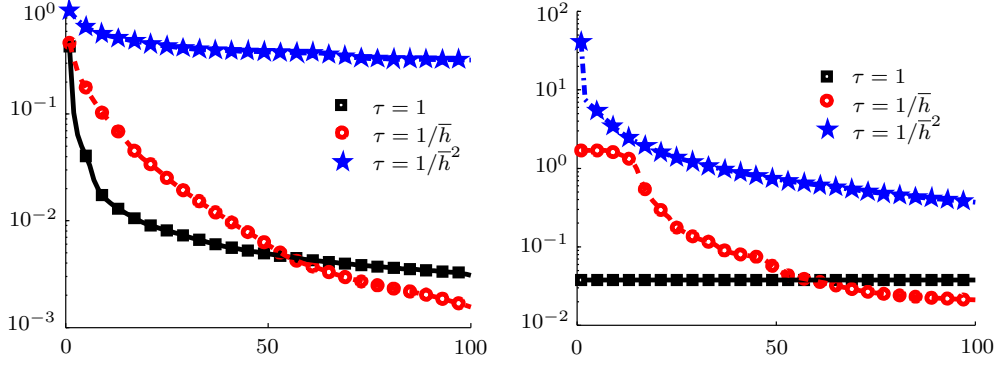 10^0
10^{-1}
10^{-2}
10^{-3}
0
50
100
τ = 1
τ = 1/h̅
τ = 1/h̅^2
10^2
10^1
10^0
10^{-1}
10^{-2}
0
50
100
τ = 1
τ = 1/h̅
τ = 1/h̅^2